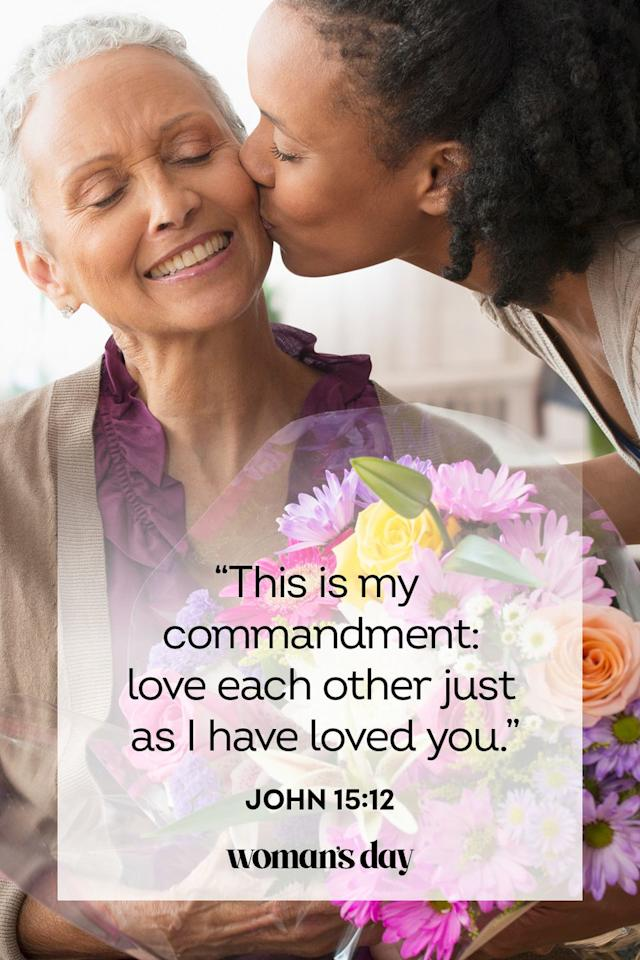 “This is my
commandment:
love each other just
as I have loved you.”
JOHN 15:12
woman's day